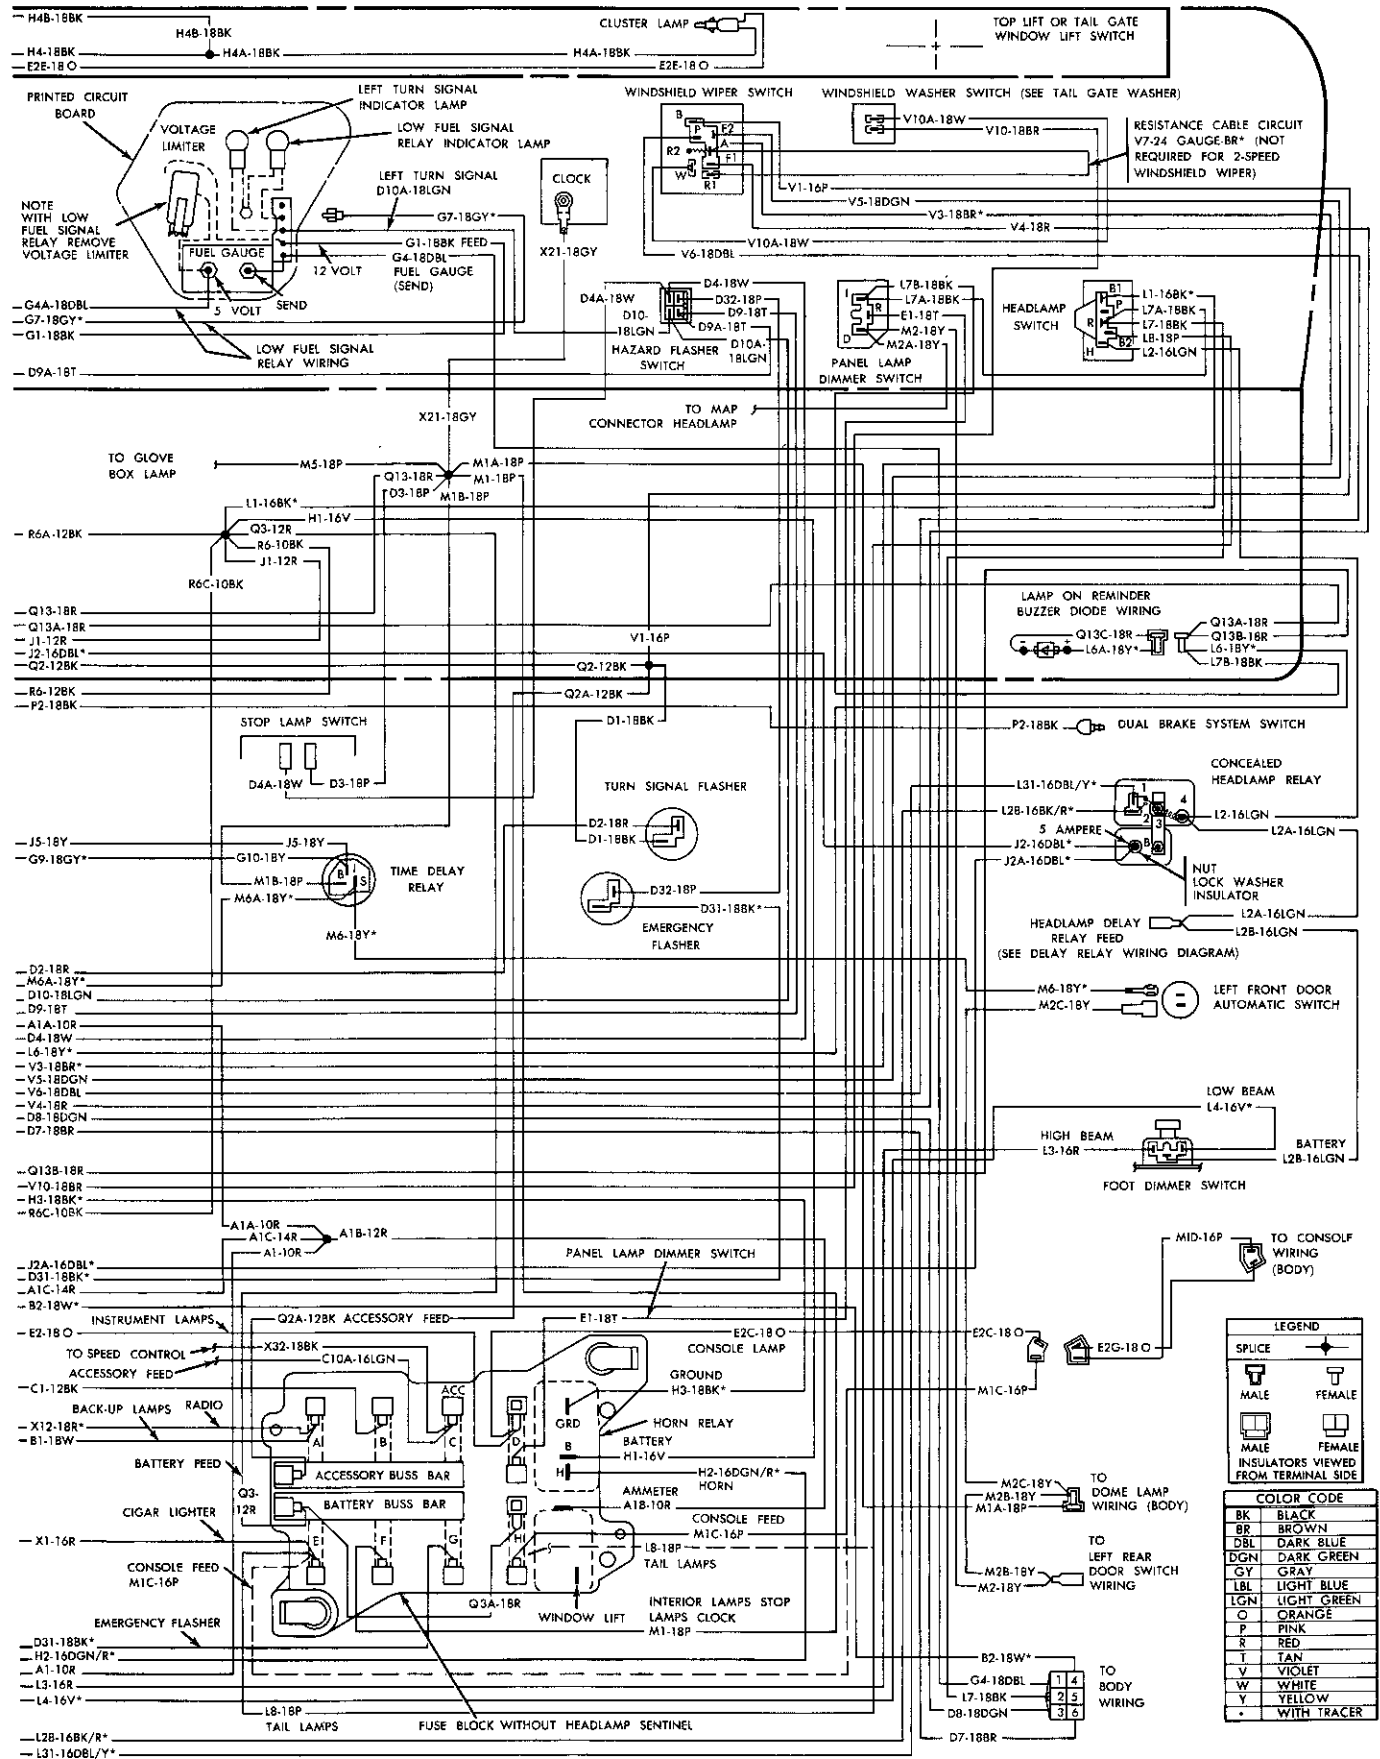 H4B-18BK
H4B-18BK
H4-18BK
H4A-18BK
E2E-18 O
CLUSTER LAMP
H4A-18BK
E2E-18 O
TOP LIFT OR TAIL GATE
WINDOW LIFT SWITCH
PRINTED CIRCUIT
BOARD
LEFT TURN SIGNAL
INDICATOR LAMP
VOLTAGE
LIMITER
LOW FUEL SIGNAL
RELAY INDICATOR LAMP
LEFT TURN SIGNAL
D10A-18LGN
NOTE
WITH LOW
FUEL SIGNAL
RELAY REMOVE
VOLTAGE LIMITER
G7-18GY*
G1-18BK FEED
G4-18DBL
FUEL GAUGE
(SEND)
FUEL GAUGE
12 VOLT
SEND
5 VOLT
G4A-18DBL
G7-18GY*
G1-18BK
LOW FUEL SIGNAL
RELAY WIRING
D9A-18T
CLOCK
X21-18GY
WINDSHIELD WIPER SWITCH
B
P
F2
A
R2
F1
W
R1
WINDSHIELD WASHER SWITCH (SEE TAIL GATE WASHER)
V10A-18W
V10-18BR
RESISTANCE CABLE CIRCUIT
V7-24 GAUGE-BR* (NOT
REQUIRED FOR 2-SPEED
WINDSHIELD WIPER)
V1-16P
V5-18DGN
V3-18BR*
V4-18R
V10A-18W
V6-18DBL
D4-18W
D4A-18W
D32-18P
D10-
18LGN
D9-18T
D9A-18T
D10A-
18LGN
HAZARD FLASHER
SWITCH
L7B-18BK
L7A-18BK
I
R
E1-18T
M2-18Y
D
M2A-18Y
PANEL LAMP
DIMMER SWITCH
HEADLAMP
SWITCH
B1
P
R
B2
H
L1-16BK*
L7A-18BK
L7-18BK
L8-18P
L2-16LGN
TO MAP
CONNECTOR HEADLAMP
X21-18GY
TO GLOVE
BOX LAMP
M5-18P
M1A-18P
Q13-18R
M1-18P
D3-18P
M1B-18P
L1-16BK*
H1-16V
R6A-12BK
Q3-12R
R6-10BK
J1-12R
R6C-10BK
Q13-18R
Q13A-18R
J1-12R
J2-16DBL*
Q2-12BK
V1-16P
Q2-12BK
R6-12BK
P2-18BK
Q2A-12BK
D1-18BK
LAMP ON REMINDER
BUZZER DIODE WIRING
Q13C-18R
L6A-18Y*
Q13A-18R
Q13B-18R
L6-18Y*
L7B-18BK
P2-18BK
DUAL BRAKE SYSTEM SWITCH
STOP LAMP SWITCH
D4A-18W
D3-18P
TURN SIGNAL FLASHER
D2-18R
D1-18BK
CONCEALED
HEADLAMP RELAY
L31-16DBL/Y*
L2B-16BK/R*
1
4
2
3
B
L2-16LGN
L2A-16LGN
5 AMPERE
J2-16DBL*
J2A-16DBL*
NUT
LOCK WASHER
INSULATOR
J5-18Y
G9-18GY*
J5-18Y
G10-18Y
B
I
S
M1B-18P
M6A-18Y*
TIME DELAY
RELAY
M6-18Y*
D32-18P
D31-18BK*
EMERGENCY
FLASHER
HEADLAMP DELAY
RELAY FEED
(SEE DELAY RELAY WIRING DIAGRAM)
L2A-16LGN
L2B-16LGN
D2-18R
M6A-18Y*
D10-18LGN
D9-18T
A1A-10R
D4-18W
L6-18Y*
V3-18BR*
V5-18DGN
V6-18DBL
V4-18R
D8-18DGN
D7-18BR
M6-18Y*
M2C-18Y
LEFT FRONT DOOR
AUTOMATIC SWITCH
LOW BEAM
L4-16V*
HIGH BEAM
L3-16R
BATTERY
L2B-16LGN
FOOT DIMMER SWITCH
Q13B-18R
V10-18BR
H3-18BK*
R6C-10BK
A1A-10R
A1C-14R
A1B-12R
A1-10R
J2A-16DBL*
D31-18BK*
A1C-14R
B2-18W*
PANEL LAMP DIMMER SWITCH
M1D-16P
TO CONSOLE
WIRING
(BODY)
INSTRUMENT LAMPS
Q2A-12BK ACCESSORY FEED
E1-18T
E2-18 O
E2C-18 O
CONSOLE LAMP
E2C-18 O
E2G-18 O
TO SPEED CONTROL
X32-18BK
ACCESSORY FEED
C10A-16LGN
C1-12BK
ACC
GROUND
H3-18BK*
M1C-16P
BACK-UP LAMPS
RADIO
X12-18R*
B1-18W
A
B
C
D
GRD
B
H
HORN RELAY
BATTERY
H1-16V
BATTERY FEED
ACCESSORY BUSS BAR
H2-16DGN/R*
HORN
Q3-
12R
BATTERY BUSS BAR
AMMETER
A1B-10R
CIGAR LIGHTER
CONSOLE FEED
M1C-16P
X1-16R
E
F
G
H
L8-18P
TAIL LAMPS
CONSOLE FEED
M1C-16P
Q3A-18R
WINDOW LIFT
INTERIOR LAMPS STOP
LAMPS CLOCK
M1-18P
EMERGENCY FLASHER
D31-18BK*
H2-16DGN/R*
A1-10R
L3-16R
L4-16V*
L8-18P
TAIL LAMPS
FUSE BLOCK WITHOUT HEADLAMP SENTINEL
L28-16BK/R*
L31-16DBL/Y*
M2C-18Y
M2B-18Y
M1A-18P
TO
DOME LAMP
WIRING (BODY)
TO
LEFT REAR
DOOR SWITCH
WIRING
M2B-18Y
M2-18Y
B2-18W*
G4-18DBL
L7-18BK
D8-18DGN
D7-18BR
1 4
2 5
3 6
TO
BODY
WIRING
LEGEND
SPLICE
MALE FEMALE
MALE FEMALE
INSULATORS VIEWED
FROM TERMINAL SIDE
COLOR CODE
BK BLACK
BR BROWN
DBL DARK BLUE
DGN DARK GREEN
GY GRAY
LBL LIGHT BLUE
LGN LIGHT GREEN
O ORANGE
P PINK
R RED
T TAN
V VIOLET
W WHITE
Y YELLOW
• WITH TRACER